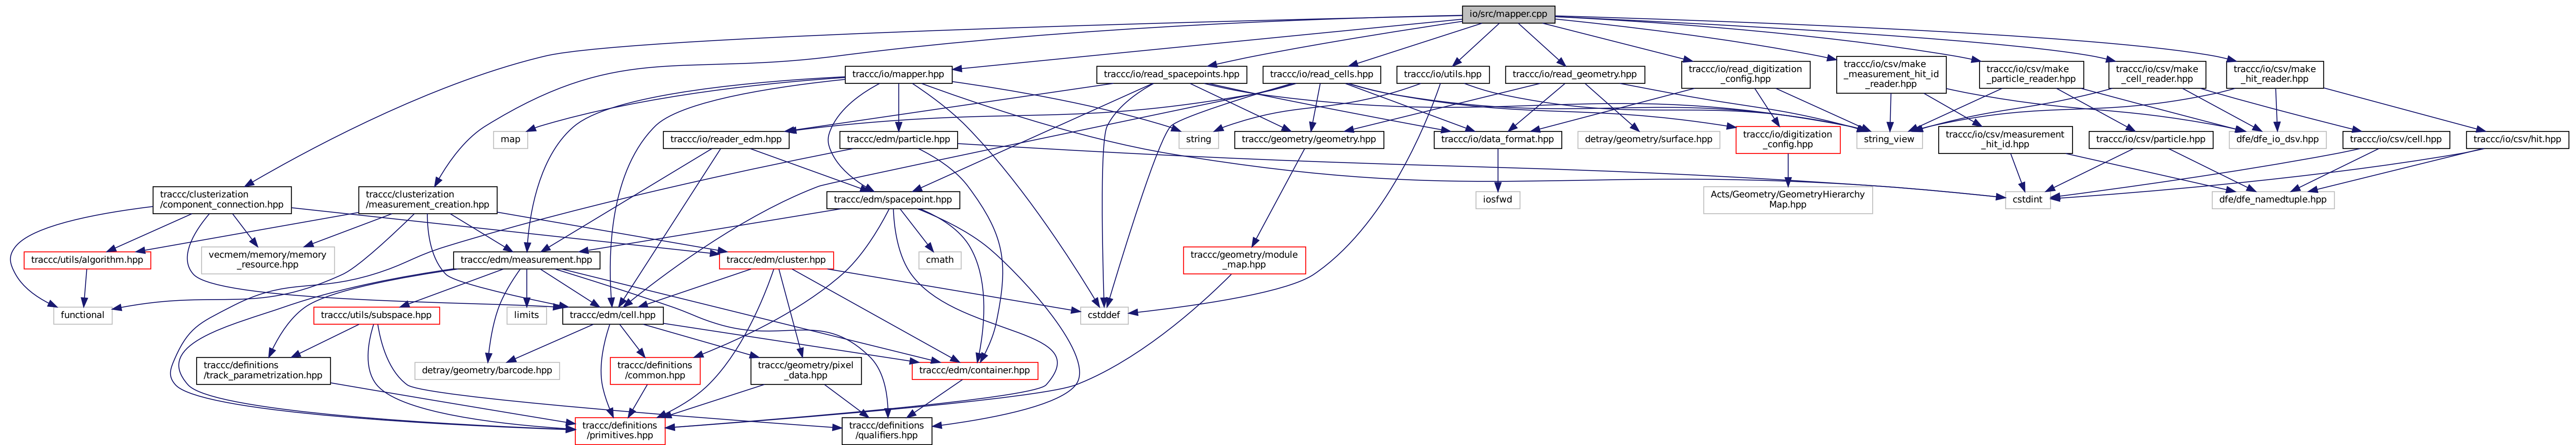 io/src/mapper.cpp
traccc/io/mapper.hpp
traccc/io/read_spacepoints.hpp
traccc/io/read_cells.hpp
traccc/io/utils.hpp
traccc/io/read_geometry.hpp
traccc/io/read_digitization
_config.hpp
traccc/io/csv/make
_measurement_hit_id
_reader.hpp
traccc/io/csv/make
_particle_reader.hpp
traccc/io/csv/make
_cell_reader.hpp
traccc/io/csv/make
_hit_reader.hpp
map
traccc/io/reader_edm.hpp
traccc/edm/particle.hpp
string
traccc/geometry/geometry.hpp
traccc/io/data_format.hpp
detray/geometry/surface.hpp
traccc/io/digitization
_config.hpp
string_view
traccc/io/csv/measurement
_hit_id.hpp
traccc/io/csv/particle.hpp
dfe/dfe_io_dsv.hpp
traccc/io/csv/cell.hpp
traccc/io/csv/hit.hpp
traccc/clusterization
/component_connection.hpp
traccc/clusterization
/measurement_creation.hpp
traccc/edm/spacepoint.hpp
iosfwd
Acts/Geometry/GeometryHierarchy
Map.hpp
cstdint
dfe/dfe_namedtuple.hpp
traccc/utils/algorithm.hpp
vecmem/memory/memory
_resource.hpp
traccc/edm/measurement.hpp
traccc/edm/cluster.hpp
cmath
traccc/geometry/module
_map.hpp
functional
traccc/utils/subspace.hpp
limits
traccc/edm/cell.hpp
cstddef
traccc/definitions
/track_parametrization.hpp
detray/geometry/barcode.hpp
traccc/definitions
/common.hpp
traccc/geometry/pixel
_data.hpp
traccc/edm/container.hpp
traccc/definitions
/primitives.hpp
traccc/definitions
/qualifiers.hpp